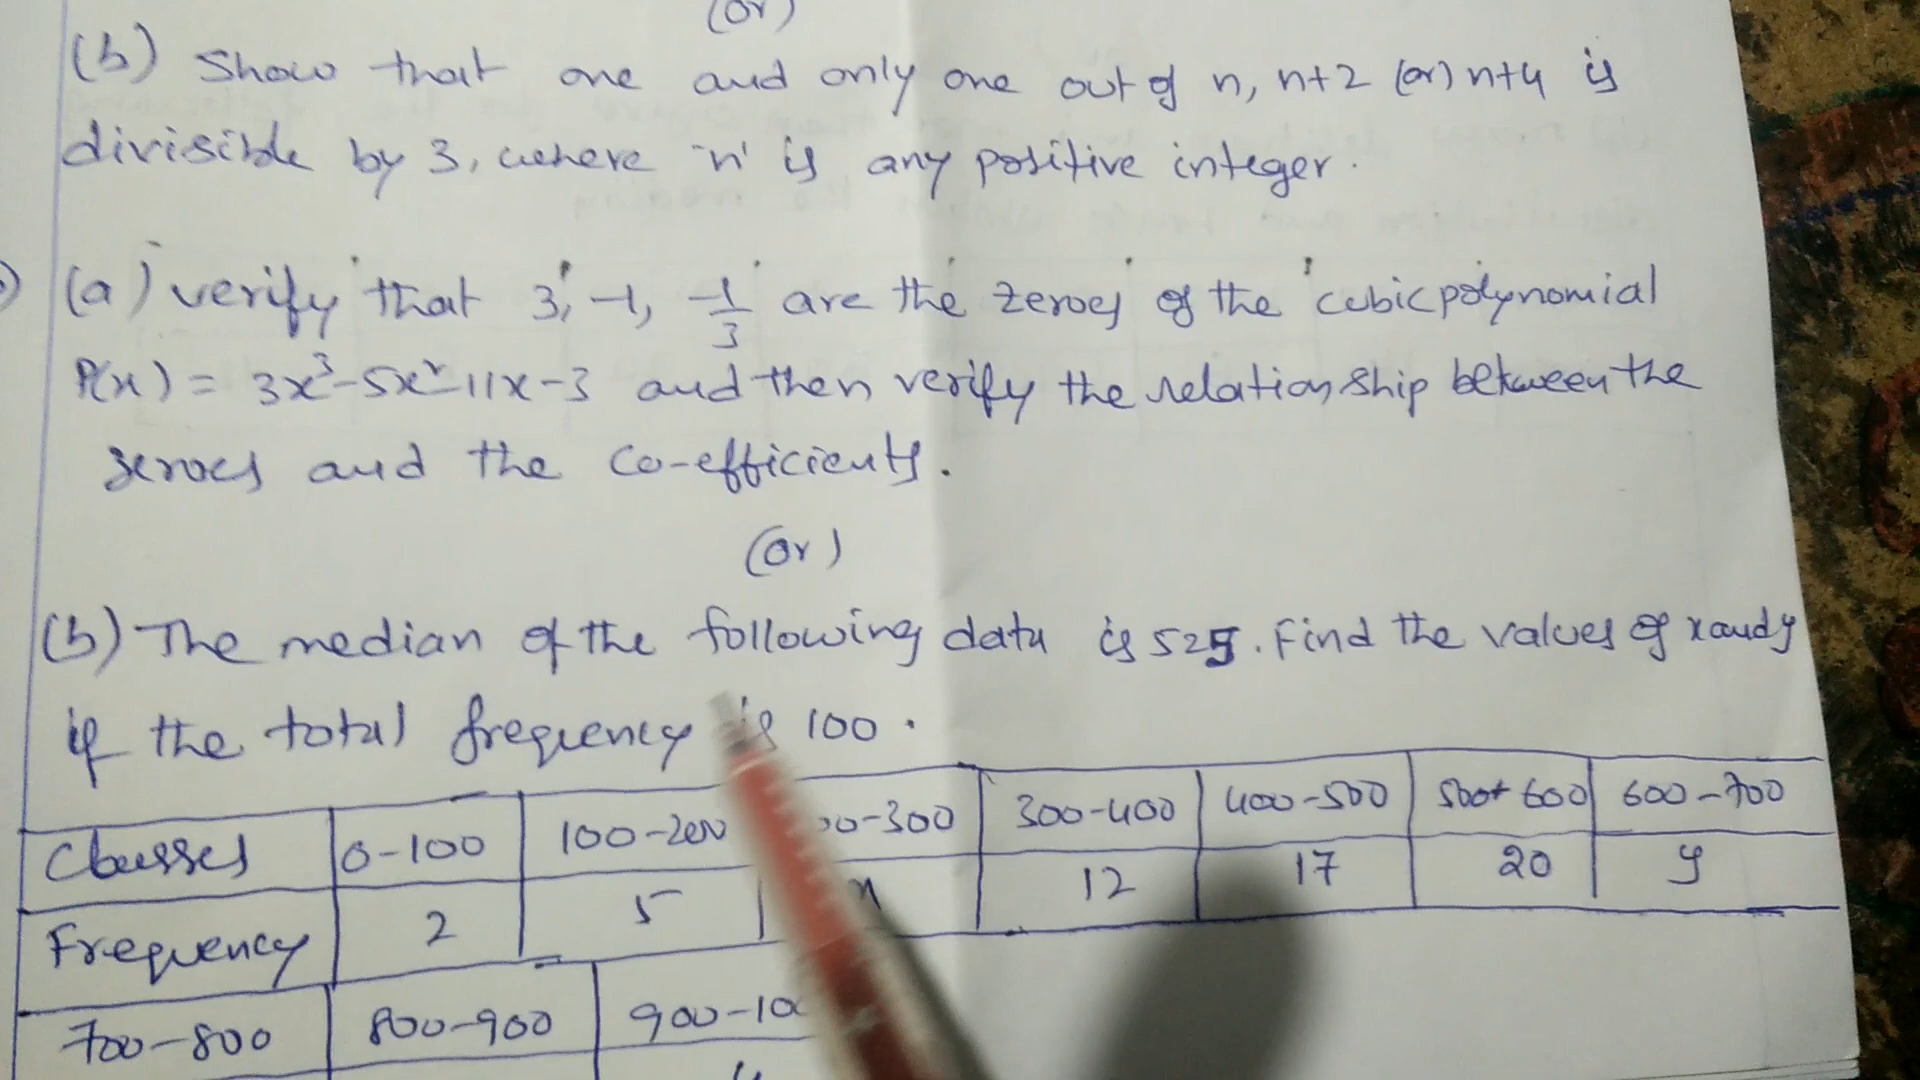 (or)
(b) Show that one and only one out of n, n+2 (or) n+4 is
divisible by 3, where 'n' is any positive integer.
(a) verify that 3, -1, -1/3 are the zeroes of the cubic polynomial
P(x) = 3x³-5x²-11x-3 and then verify the relationship between the
zeroes and the co-efficients.
(or)
(b) The median of the following data is 525. Find the values of x and y
if the total frequency is 100.
Classes 0-100 100-200 300-400 400-500 500-600 600-700
Frequency 2 5 12 17 20 y
700-800 800-900